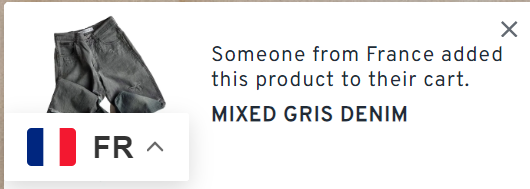 Someone from France added
this product to their cart.
MIXED GRIS DENIM
FR